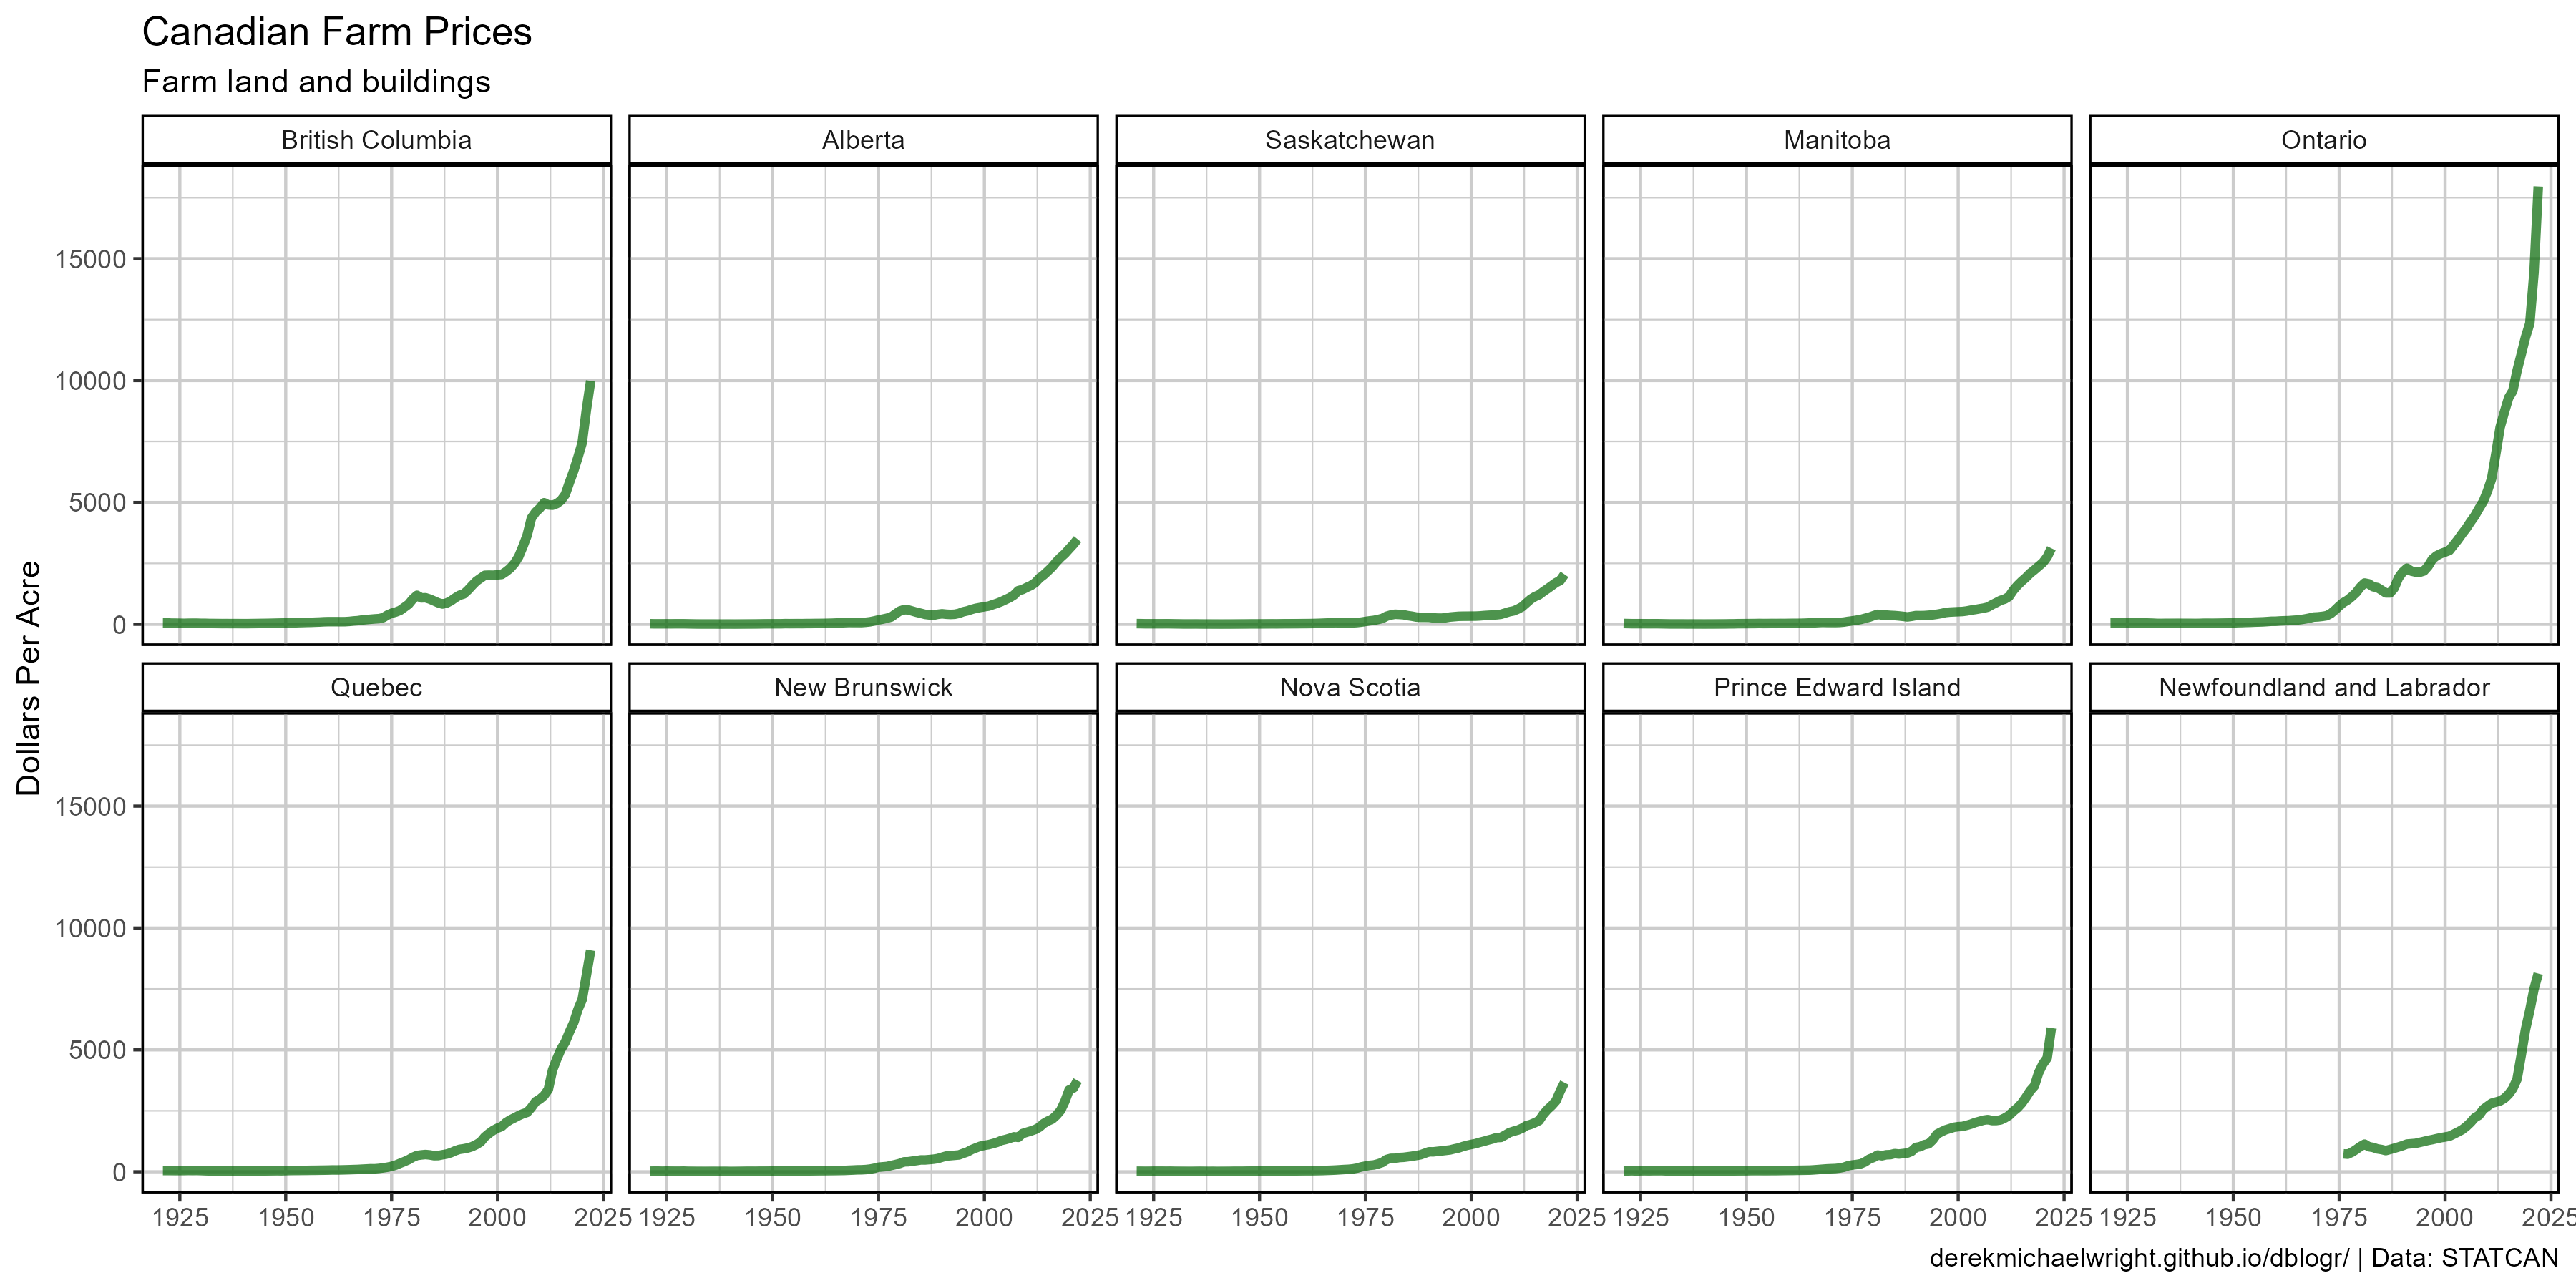 Canadian Farm Prices
Farm land and buildings
British Columbia
Alberta
Saskatchewan
Manitoba
Ontario
15000
10000
5000
0
Dollars Per Acre
Quebec
New Brunswick
Nova Scotia
Prince Edward Island
Newfoundland and Labrador
15000
10000
5000
0
1925 1950 1975 2000 2025 1925 1950 1975 2000 2025 1925 1950 1975 2000 2025 1925 1950 1975 2000 2025 1925 1950 1975 2000 2025
derekmichaelwright.github.io/dblogr/ | Data: STATCAN